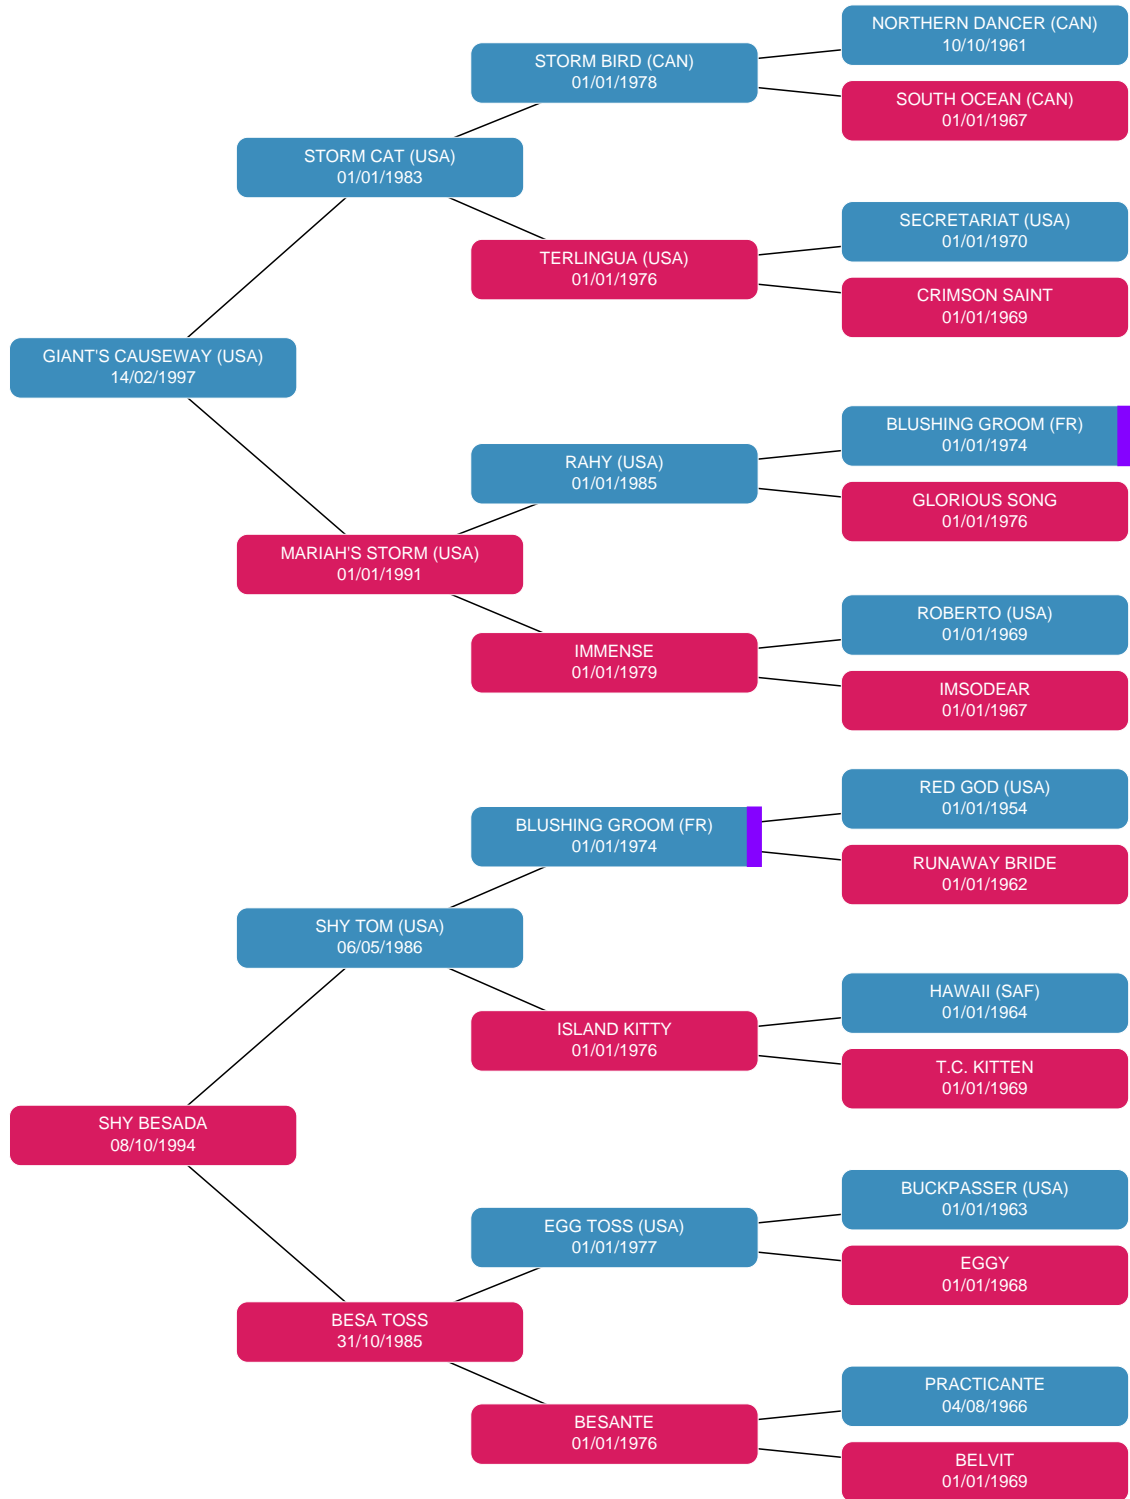 NORTHERN DANCER (CAN)
10/10/1961
STORM BIRD (CAN)
01/01/1978
SOUTH OCEAN (CAN)
01/01/1967
STORM CAT (USA)
01/01/1983
SECRETARIAT (USA)
01/01/1970
TERLINGUA (USA)
01/01/1976
CRIMSON SAINT
01/01/1969
GIANT'S CAUSEWAY (USA)
14/02/1997
BLUSHING GROOM (FR)
01/01/1974
RAHY (USA)
01/01/1985
GLORIOUS SONG
01/01/1976
MARIAH'S STORM (USA)
01/01/1991
ROBERTO (USA)
01/01/1969
IMMENSE
01/01/1979
IMSODEAR
01/01/1967
RED GOD (USA)
01/01/1954
BLUSHING GROOM (FR)
01/01/1974
RUNAWAY BRIDE
01/01/1962
SHY TOM (USA)
06/05/1986
HAWAII (SAF)
01/01/1964
ISLAND KITTY
01/01/1976
T.C. KITTEN
01/01/1969
SHY BESADA
08/10/1994
BUCKPASSER (USA)
01/01/1963
EGG TOSS (USA)
01/01/1977
EGGY
01/01/1968
BESA TOSS
31/10/1985
PRACTICANTE
04/08/1966
BESANTE
01/01/1976
BELVIT
01/01/1969